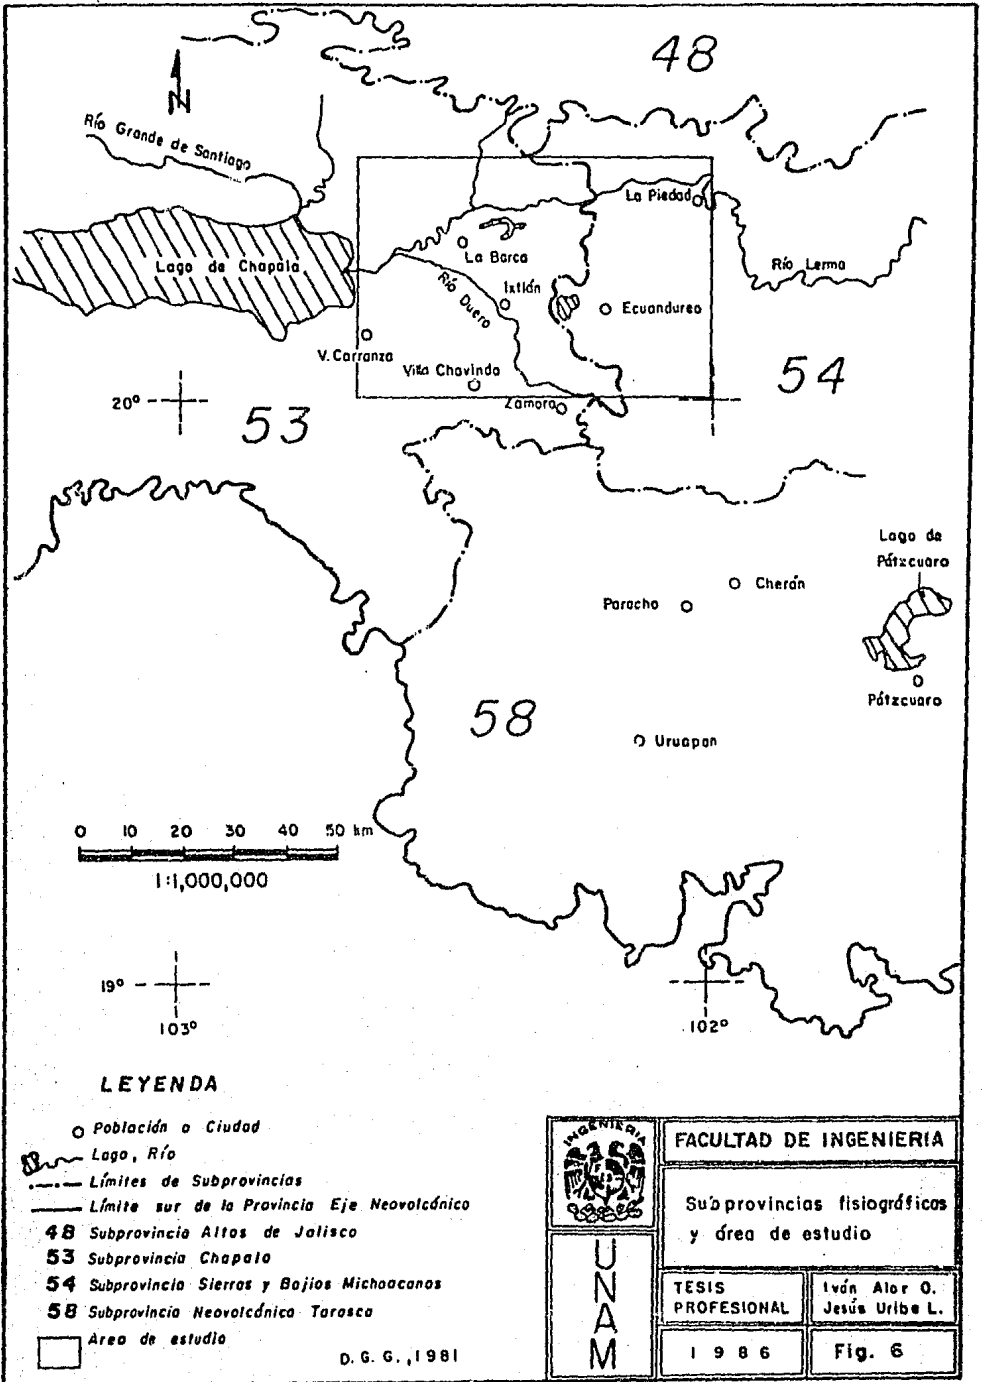 48
N
Río Grande de Santiago
La Piedad
Lago de Chapala
La Barca
Río Lerma
Ixtlán
Río Duero
Ecuandureo
V. Carranza
Villa Chavinda
54
20°
53
Zamora
Lago de
Pátzcuaro
Cherán
Paracho
Pátzcuaro
58
Uruapan
0 10 20 30 40 50 km
1:1,000,000
19°
103°
102°
LEYENDA
Población o Ciudad
Lago, Río
Límites de Subprovincias
Límite sur de la Provincia Eje Neovolcánico
48 Subprovincia Altos de Jalisco
53 Subprovincia Chapala
54 Subprovincia Sierras y Bajíos Michoacanos
58 Subprovincia Neovolcánica Tarasca
Area de estudio
D. G. G., 1981
INGENIERIA
UNAM
FACULTAD DE INGENIERIA
Subprovincias fisiográficas
y área de estudio
TESIS
PROFESIONAL
Iván Alor O.
Jesús Uribe L.
1986
Fig. 6